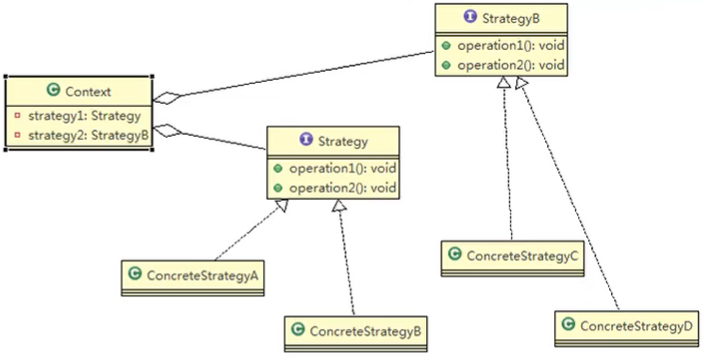 StrategyB
operation1(): void
operation2(): void
Context
strategy1: Strategy
strategy2: StrategyB
Strategy
operation1(): void
operation2(): void
ConcreteStrategyA
ConcreteStrategyB
ConcreteStrategyC
ConcreteStrategyD